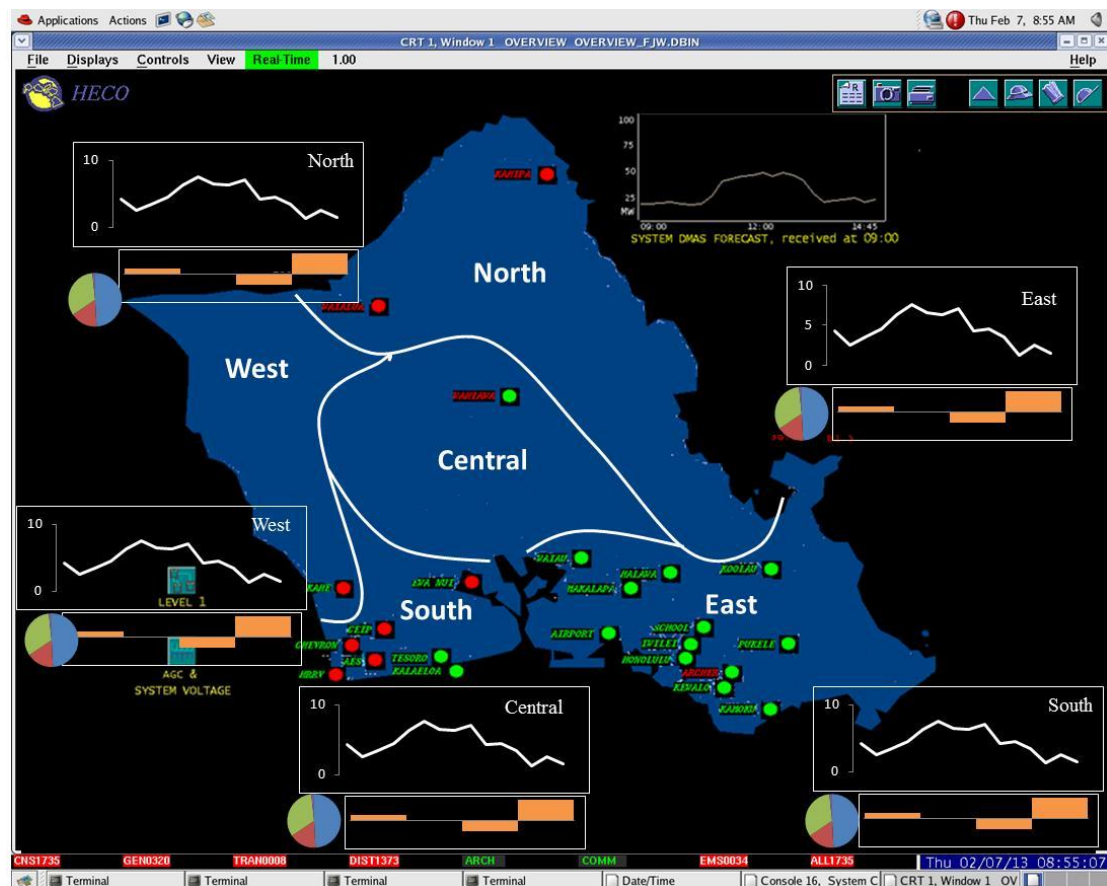 Applications Actions Thu Feb 7, 8:55 AM
CRT 1, Window 1 OVERVIEW OVERVIEW_FJW.DBIN
File Displays Controls View Real-Time 1.00 Help
HECO
100
75
50
25
MW
09:00 12:00 14:45
SYSTEM DMAS FORECAST, received at 09:00
North
10
0
East
10
5
0
North
West
Central
South
East
WAIALUA
WAHIAWA
West
10
0
LEVEL 1
AGC &
SYSTEM VOLTAGE
KAHE
EWA NUI
WAIAU
MAKALAPA
HALAWA
KOOLAU
CEIP
CHEVRON
AES
HRRV
TESORO
KALAELOA
AIRPORT
SCHOOL
IWILEI
HONOLULU
PUKELE
ARCHER
KEWALO
KAMOKU
Central
10
0
South
10
0
CNS1735 GEN0320 TRAN0008 DIST1373 ARCH COMM EMS0034 ALL1735 Thu 02/07/13 08:55:07
Terminal Terminal Terminal Terminal Date/Time Console 16, System C CRT 1, Window 1 OV